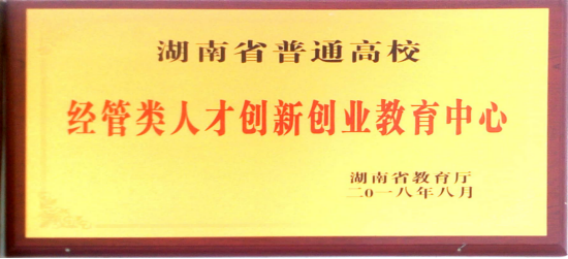 湖南省普通高校
经管类人才创新创业教育中心
湖南省教育厅
二0一八年八月